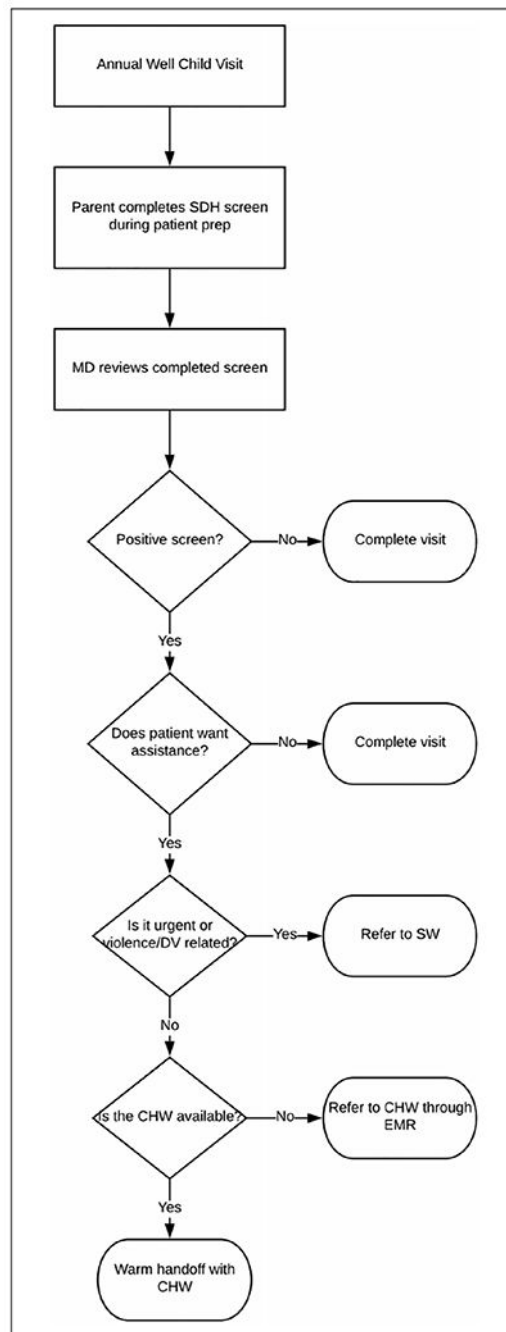 Annual Well Child Visit
Parent completes SDH screen
during patient prep
MD reviews completed screen
Positive screen?
No
Complete visit
Yes
Does patient want
assistance?
No
Complete visit
Yes
Is it urgent or
violence/DV related?
Yes
Refer to SW
No
Is the CHW available?
No
Refer to CHW through
EMR
Yes
Warm handoff with
CHW